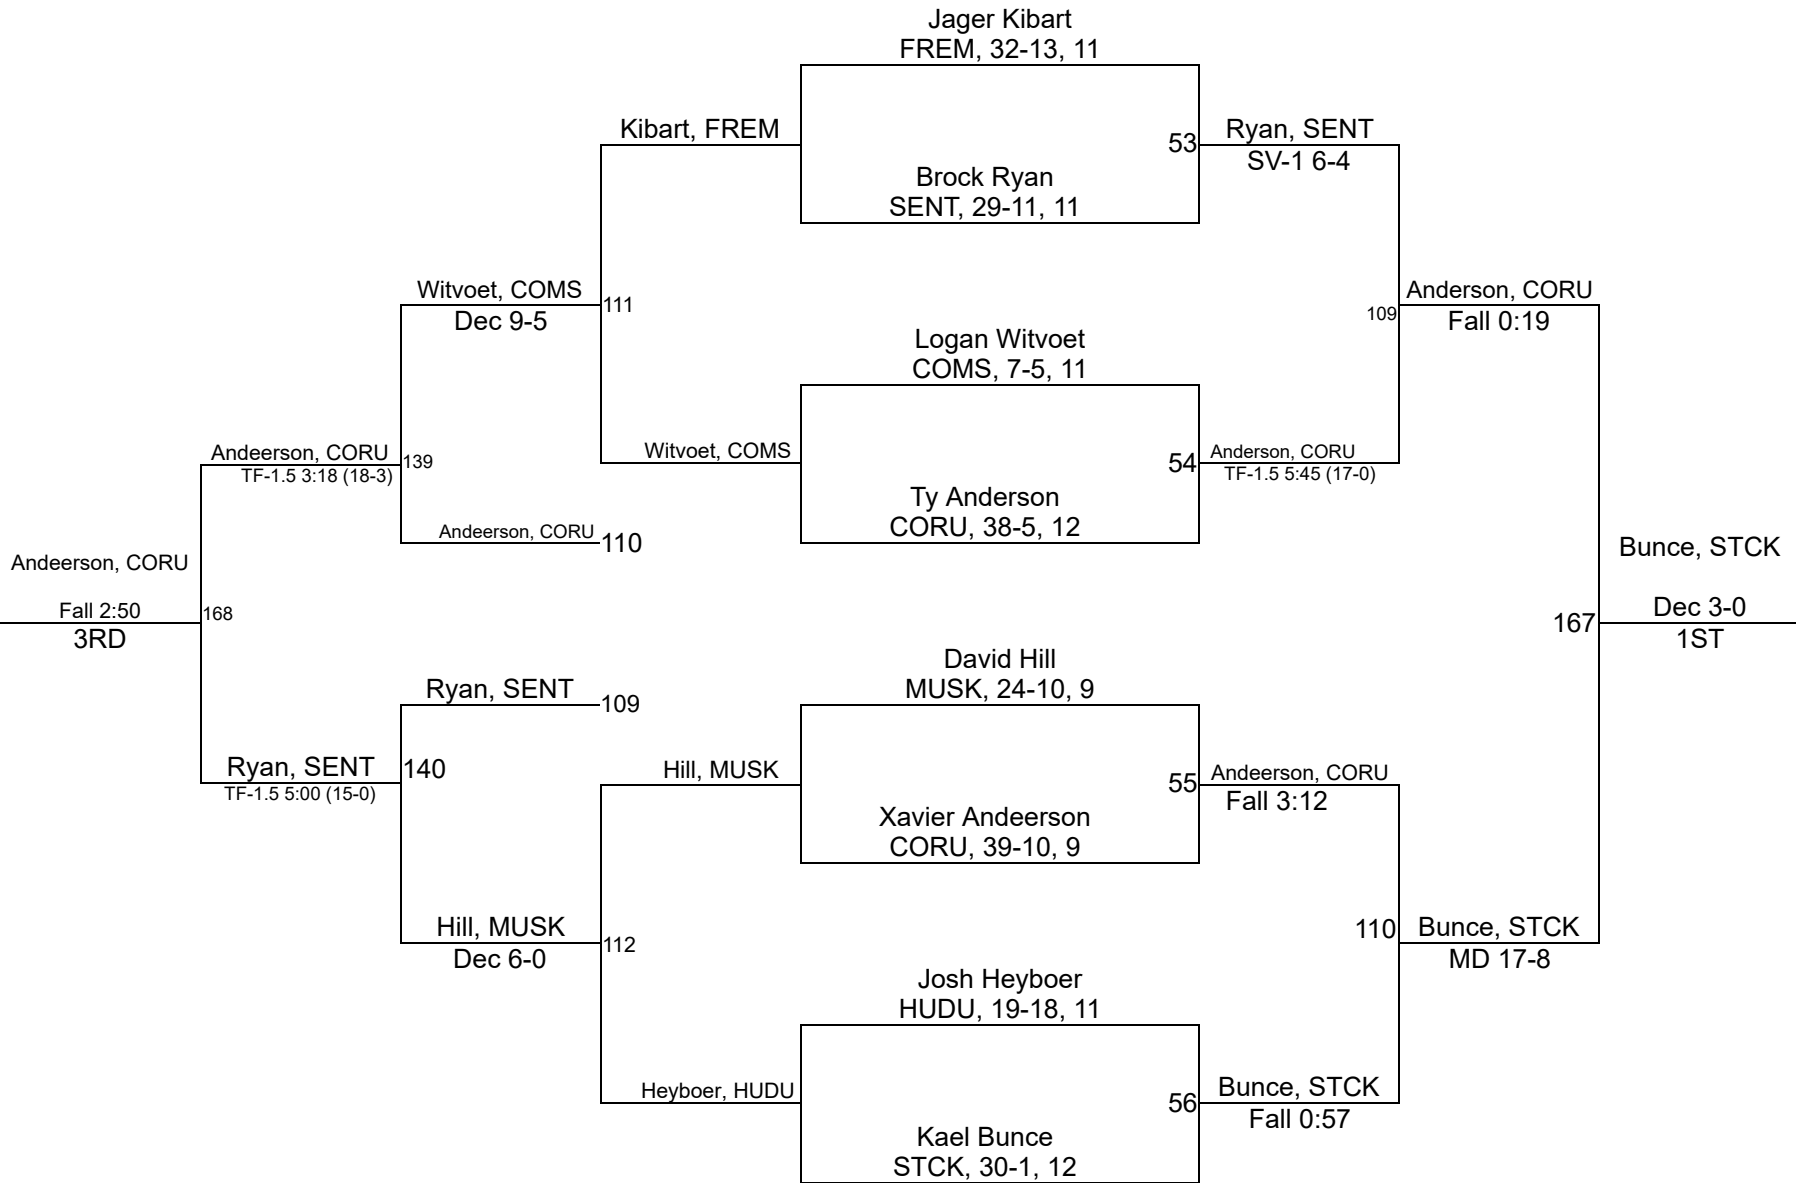 Jager Kibart
FREM, 32-13, 11
Kibart, FREM
53
Ryan, SENT
SV-1 6-4
Brock Ryan
SENT, 29-11, 11
Witvoet, COMS
Dec 9-5
111
109
Anderson, CORU
Fall 0:19
Logan Witvoet
COMS, 7-5, 11
Andeerson, CORU
TF-1.5 3:18 (18-3)
139
Witvoet, COMS
54
Anderson, CORU
TF-1.5 5:45 (17-0)
Ty Anderson
CORU, 38-5, 12
Andeerson, CORU
110
Andeerson, CORU
Fall 2:50
3RD
168
167
Bunce, STCK
Dec 3-0
1ST
David Hill
MUSK, 24-10, 9
Ryan, SENT
109
Ryan, SENT
TF-1.5 5:00 (15-0)
140
Hill, MUSK
55
Andeerson, CORU
Fall 3:12
Xavier Andeerson
CORU, 39-10, 9
Hill, MUSK
Dec 6-0
112
110
Bunce, STCK
MD 17-8
Josh Heyboer
HUDU, 19-18, 11
Heyboer, HUDU
56
Bunce, STCK
Fall 0:57
Kael Bunce
STCK, 30-1, 12